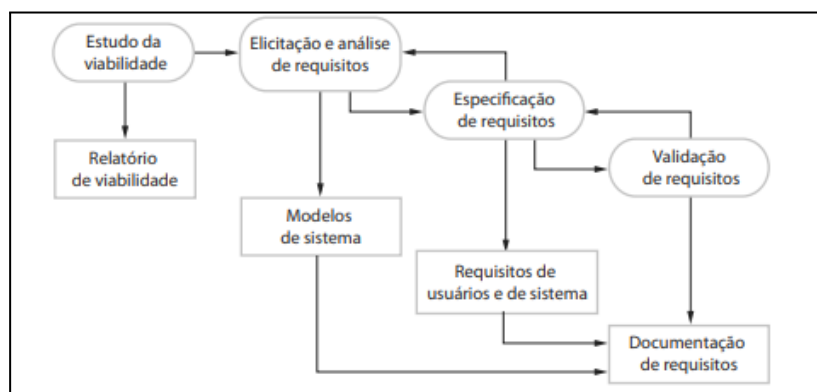 Estudo da
viabilidade
Elicitação e análise
de requisitos
Especificação
de requisitos
Validação
de requisitos
Relatório
de viabilidade
Modelos
de sistema
Requisitos de
usuários e de sistema
Documentação
de requisitos